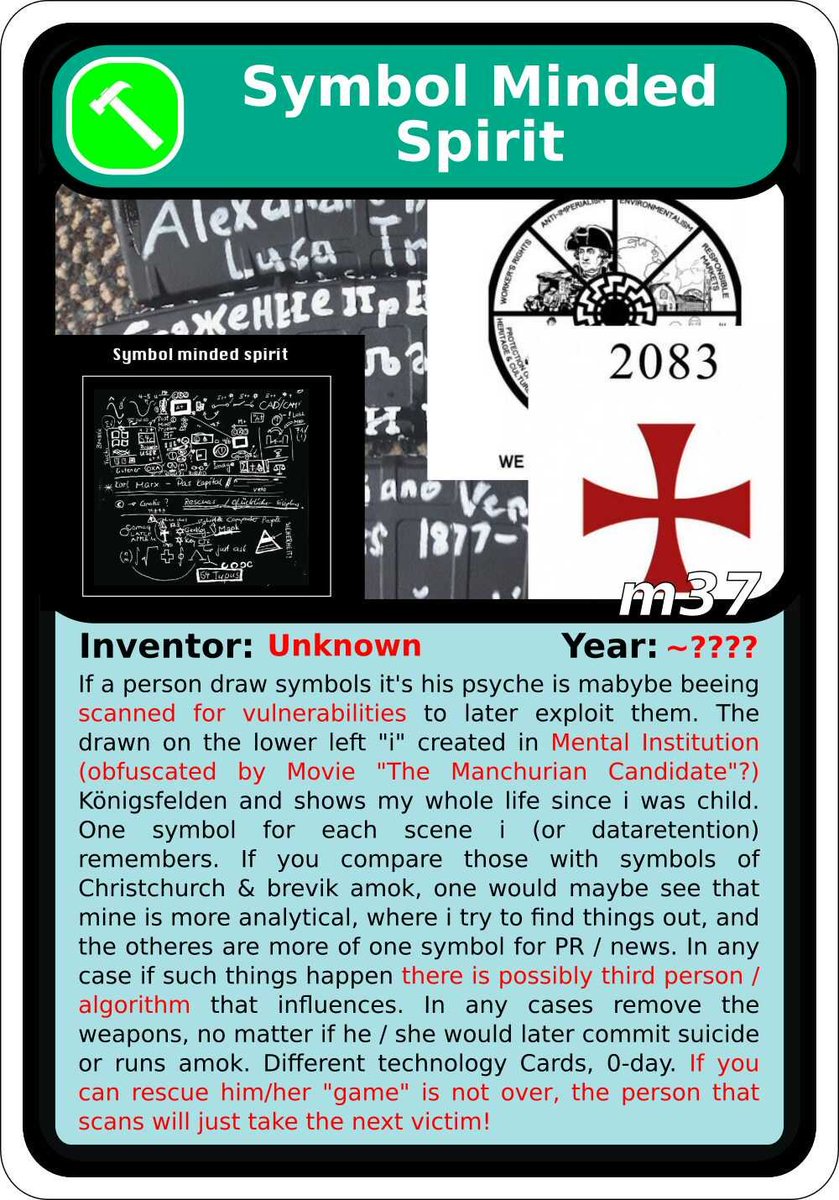 Symbol Minded
Spirit
Luca Tr
ANTI-IMPERIALISM
ENVIRONMENTALISM
WORKER'S RIGHTS
RESPONSIBLE
MARKETS
PROTECTION OF
HERITAGE & CULTURE
WE
2083
1877-
Symbol minded spirit
CAD/CAM
USER
Karl Marx - Das Kapital
just ask
m37
Inventor: Unknown Year: ~????
If a person draw symbols it's his psyche is mabybe beeing
scanned for vulnerabilities to later exploit them. The
drawn on the lower left "i" created in Mental Institution
(obfuscated by Movie "The Manchurian Candidate"?)
Königsfelden and shows my whole life since i was child.
One symbol for each scene i (or dataretention)
remembers. If you compare those with symbols of
Christchurch & brevik amok, one would maybe see that
mine is more analytical, where i try to find things out, and
the otheres are more of one symbol for PR / news. In any
case if such things happen there is possibly third person /
algorithm that influences. In any cases remove the
weapons, no matter if he / she would later commit suicide
or runs amok. Different technology Cards, 0-day. If you
can rescue him/her "game" is not over, the person that
scans will just take the next victim!